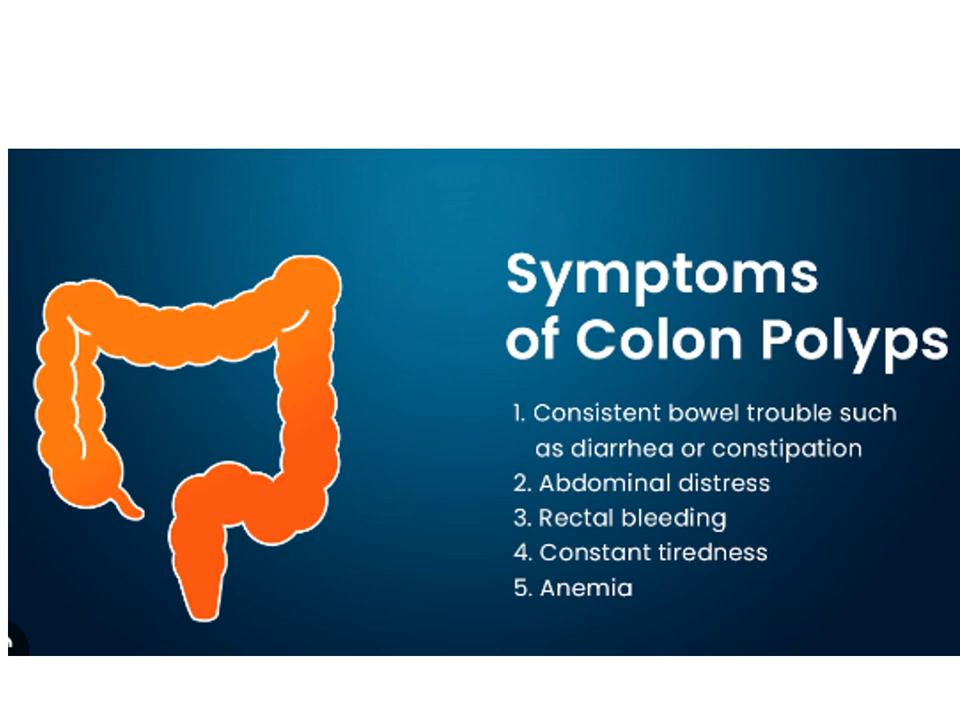 Symptoms
of Colon Polyps
1. Consistent bowel trouble such
as diarrhea or constipation
2. Abdominal distress
3. Rectal bleeding
4. Constant tiredness
5. Anemia